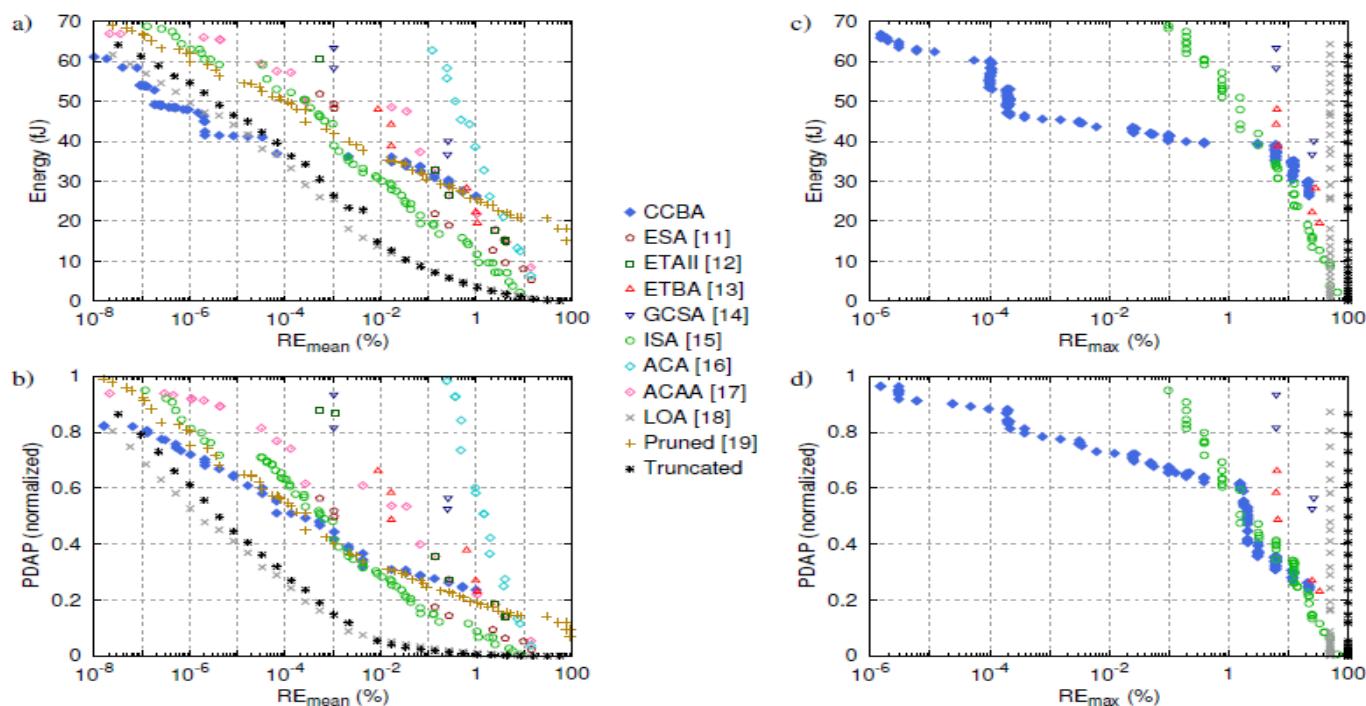 a)
70
60
50
40
30
20
10
0
Energy (fJ)
10-8 10-6 10-4 10-2 1 100
REmean (%)
b)
1
0.8
0.6
0.4
0.2
0
PDAP (normalized)
10-8 10-6 10-4 10-2 1 100
REmean (%)
CCBA
ESA [11]
ETAII [12]
ETBA [13]
GCSA [14]
ISA [15]
ACA [16]
ACAA [17]
LOA [18]
Pruned [19]
Truncated
c)
70
60
50
40
30
20
10
0
Energy (fJ)
10-6 10-4 10-2 1 100
REmax (%)
d)
1
0.8
0.6
0.4
0.2
0
PDAP (normalized)
10-6 10-4 10-2 1 100
REmax (%)